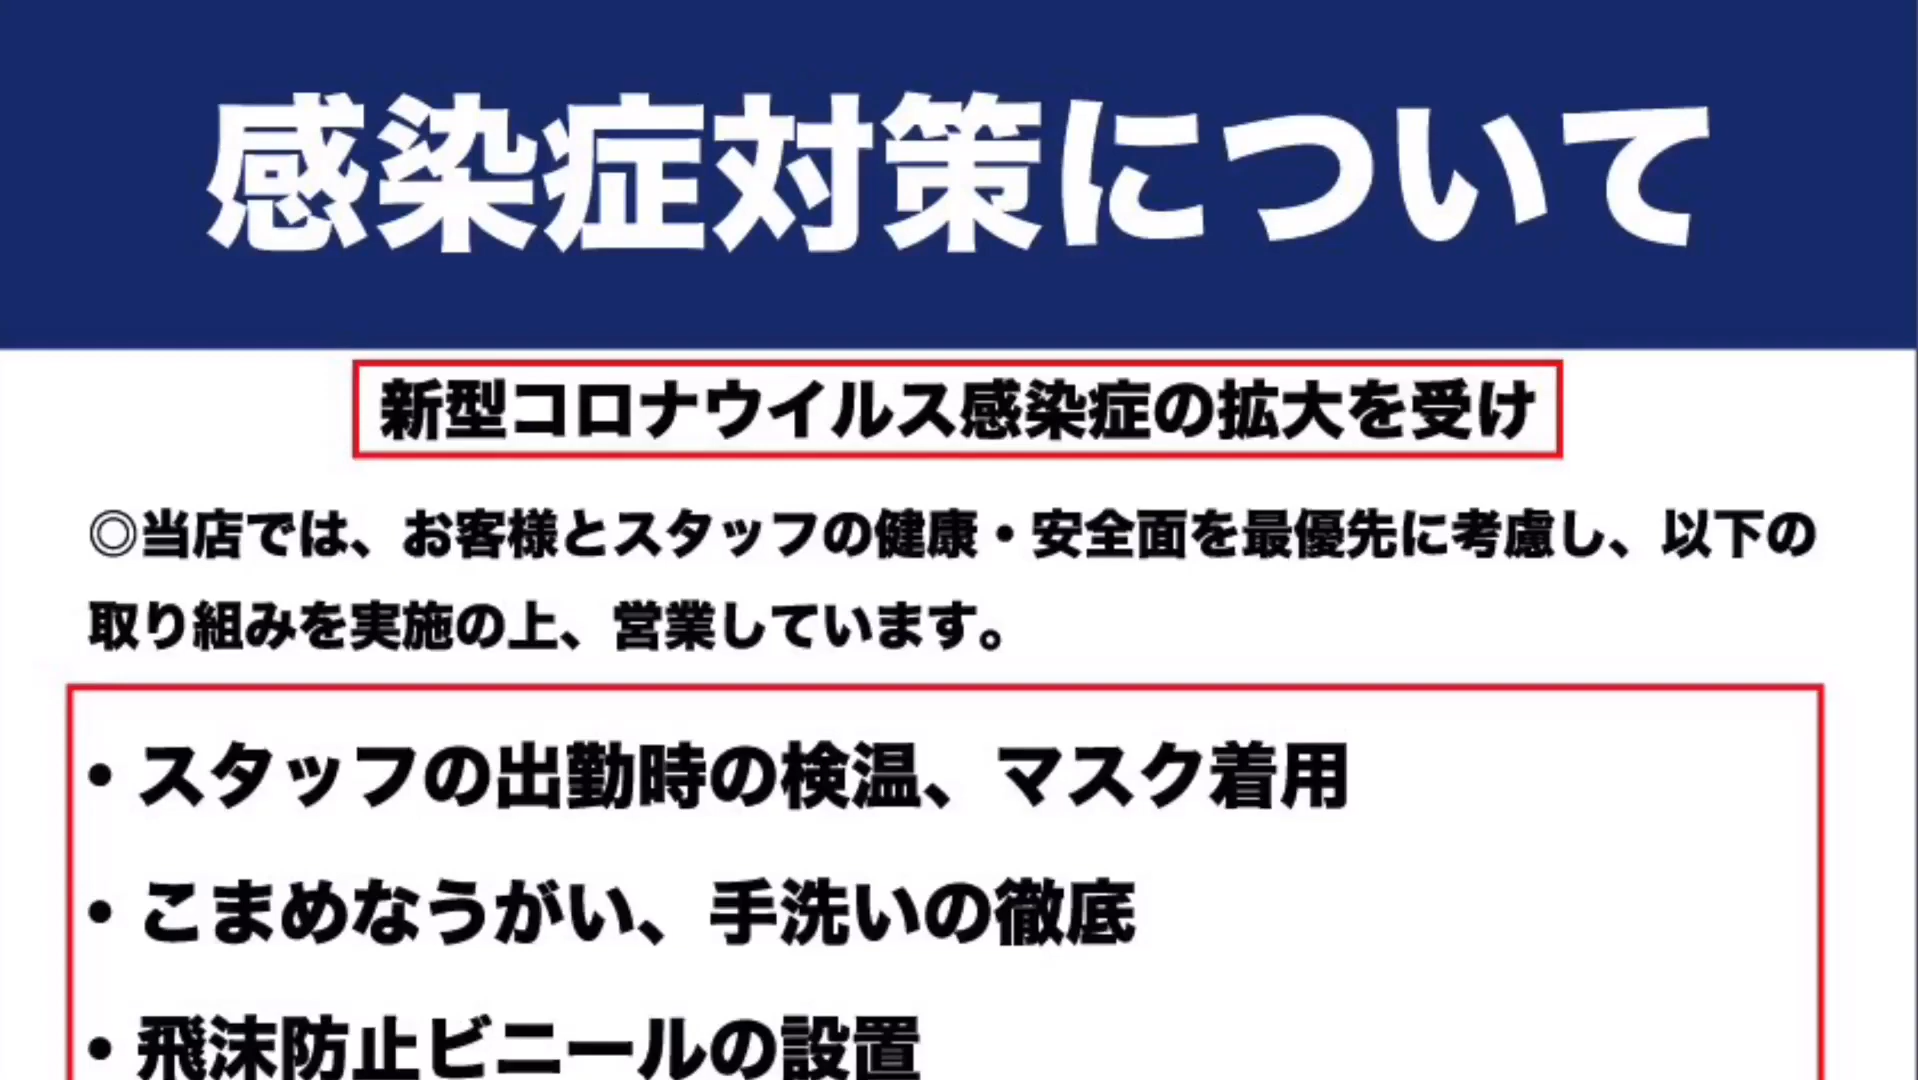 感染症対策について
新型コロナウイルス感染症の拡大を受け
◎当店では、お客様とスタッフの健康・安全面を最優先に考慮し、以下の
取り組みを実施の上、営業しています。
・スタッフの出勤時の検温、マスク着用
・こまめなうがい、手洗いの徹底
・飛沫防止ビニールの設置